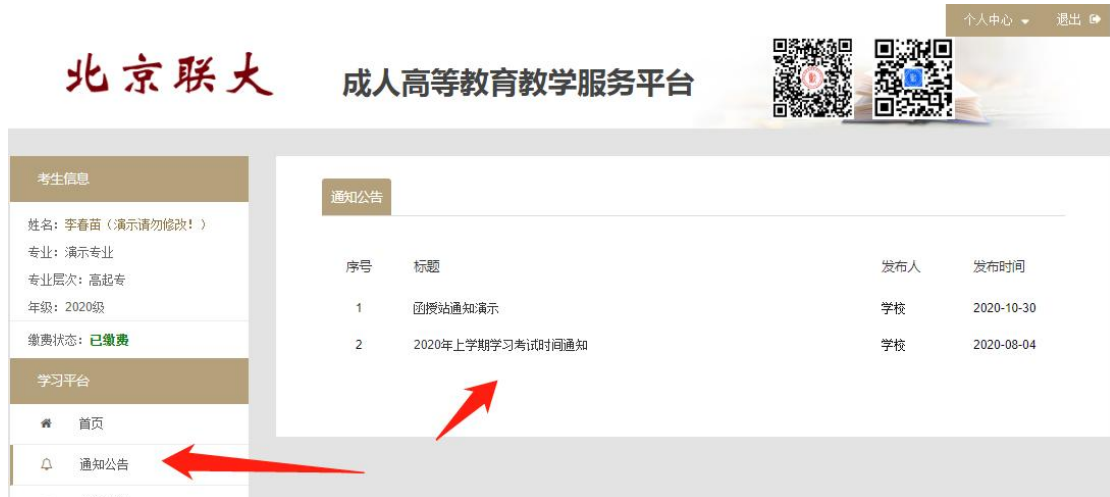 个人中心 退出
北京联大 成人高等教育教学服务平台
考生信息
姓名：李春苗（演示请勿修改！）
专业：演示专业
专业层次：高起专
年级：2020级
缴费状态：已缴费
学习平台
首页
通知公告
通知公告
序号 标题 发布人 发布时间
1 函授站通知演示 学校 2020-10-30
2 2020年上学期学习考试时间通知 学校 2020-08-04